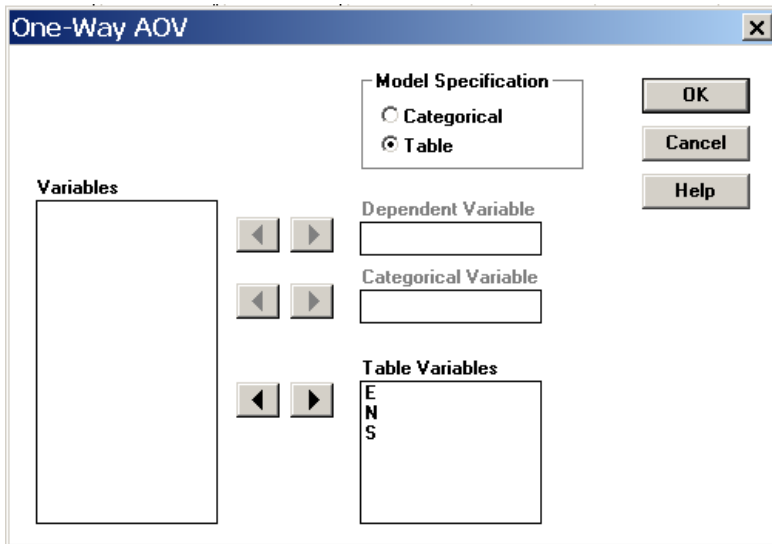 One-Way AOV
Model Specification
Categorical
Table
OK
Cancel
Help
Variables
Dependent Variable
Categorical Variable
Table Variables
E
N
S